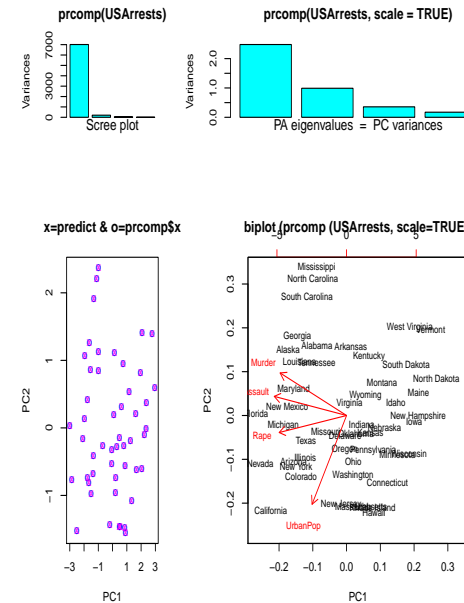 prcomp(USArrests)
Variances
0 3000 7000
Scree plot
prcomp(USArrests, scale = TRUE)
Variances
0.0 1.0 2.0
PA eigenvalues = PC variances
x=predict & o=prcomp$x
PC2
−1 0 1 2
−3 −2 −1 0 1 2 3
PC1
biplot (prcomp (USArrests, scale=TRUE
−5 0 5
PC2
−0.2 −0.1 0.0 0.1 0.2 0.3
Mississippi
North Carolina
South Carolina
West Virginia
Vermont
Georgia
Alabama Arkansas
Alaska
Kentucky
Louisiana
Tennessee
Murder
South Dakota
North Dakota
Montana
Maryland
ssault
Wyoming
Maine
Idaho
Virginia
New Mexico
lorida
New Hampshire
Iowa
Michigan
Indiana
Nebraska
Kansas
Missouri
Delaware
Rape
Texas
Oregon
Pennsylvania
Wisconsin
Minnesota
Illinois
Arizona
Nevada
New York
Ohio
Colorado
Washington
Connecticut
California
New Jersey
Hawaii
UrbanPop
−0.2 −0.1 0.0 0.1 0.2 0.3
PC1